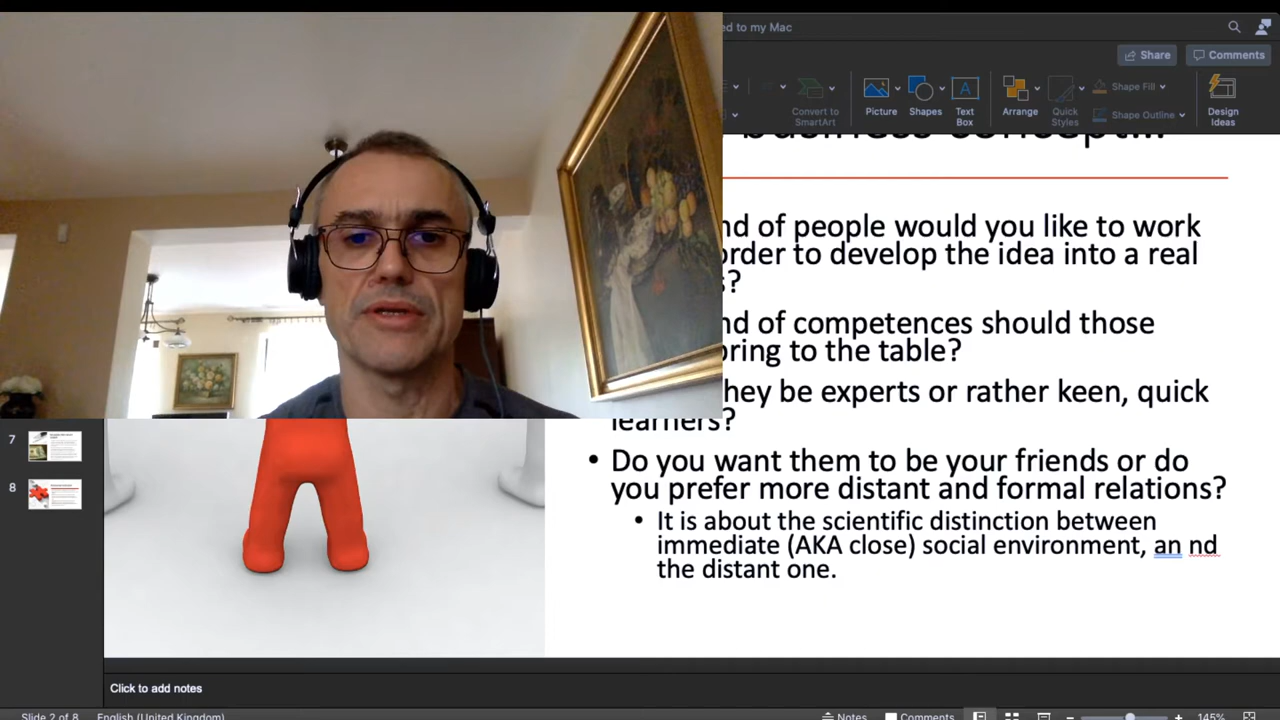 ed to my Mac
Share
Comments
Convert to
SmartArt
Picture
Shapes
Text
Box
Arrange
Quick
Styles
Shape Fill
Shape Outline
Design
Ideas
business concept...
nd of people would you like to work
order to develop the idea into a real
s?
nd of competences should those
bring to the table?
hey be experts or rather keen, quick
learners?
• Do you want them to be your friends or do
you prefer more distant and formal relations?
• It is about the scientific distinction between
immediate (AKA close) social environment, an nd
the distant one.
7
8
Click to add notes
Slide 2 of 8 English (United Kingdom) Notes Comments 145%